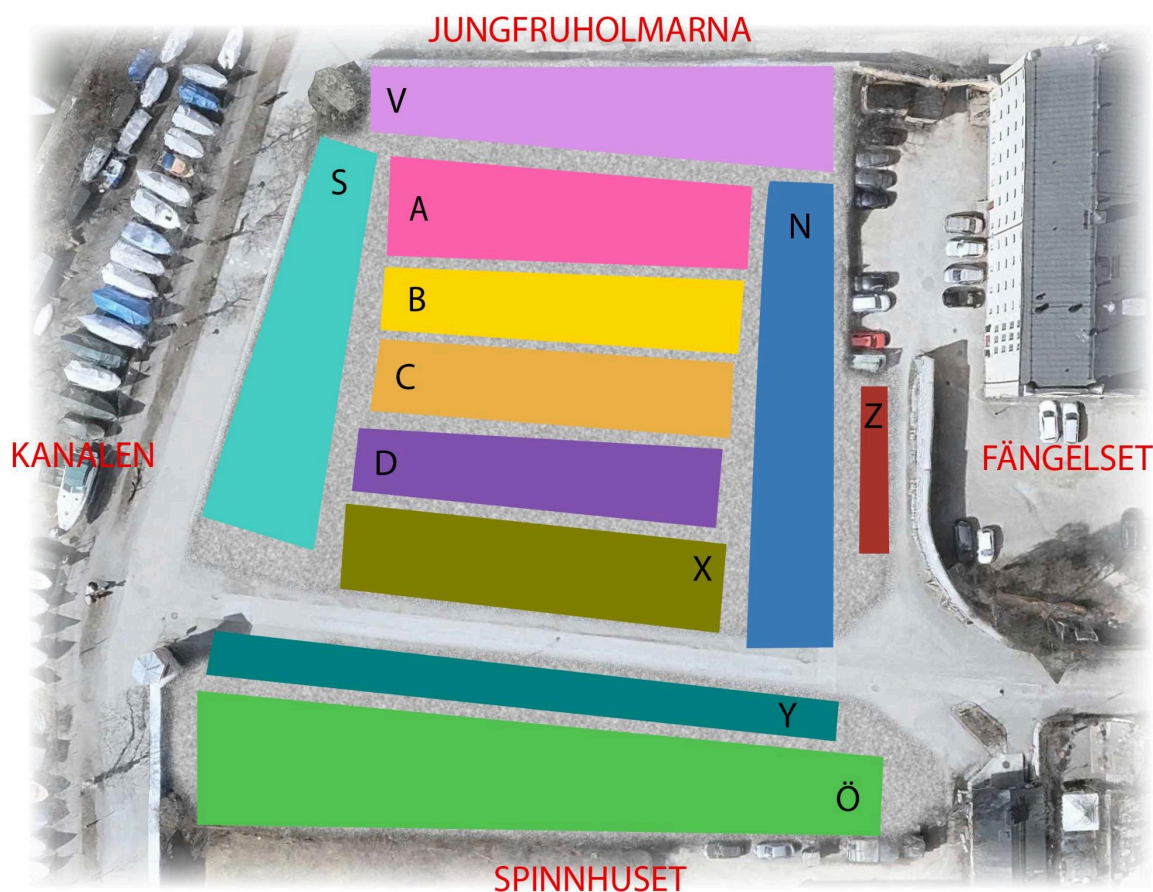 JUNGFRUHOLMARNA
V
S
A
N
B
C
Z
D
KANALEN
FÄNGELSET
X
Y
Ö
SPINNHUSET